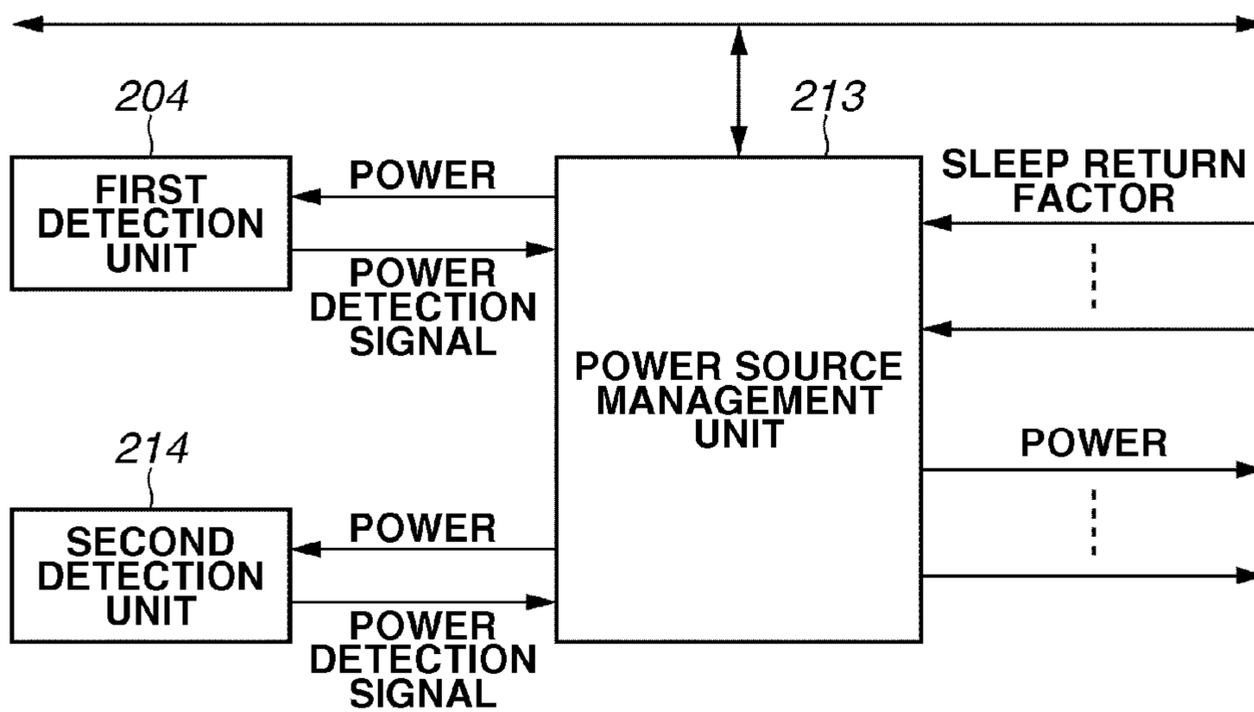 204
213
FIRST
DETECTION
UNIT
POWER
POWER
DETECTION
SIGNAL
SLEEP RETURN
FACTOR
POWER SOURCE
MANAGEMENT
UNIT
POWER
214
SECOND
DETECTION
UNIT
POWER
POWER
DETECTION
SIGNAL